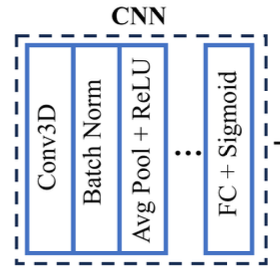 CNN
Conv3D
Batch Norm
Avg Pool + ReLU
...
FC + Sigmoid